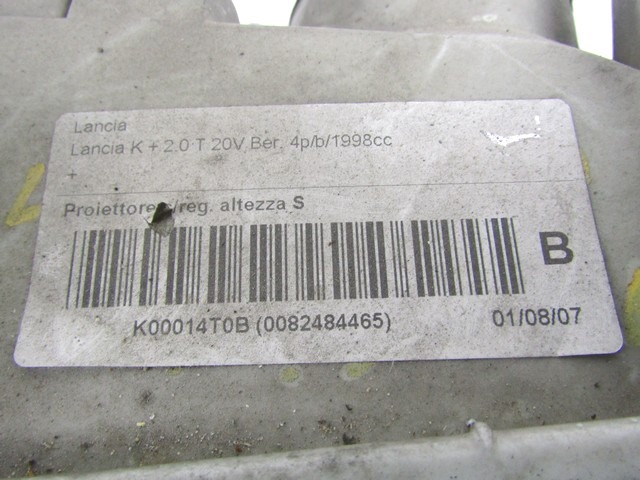 Lancia
Lancia K + 2.0 T 20V Ber. 4p/b/1998cc
+
Proiettore c/reg. altezza S
B
K00014T0B (0082484465)
01/08/07